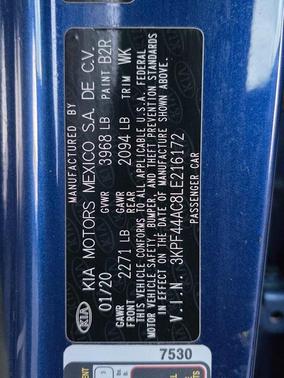 MANUFACTURED BY
KIA MOTORS MEXICO S.A. DE C.V.
01/20 GVWR 3968 LB PAINT B2R
GAWR FRONT 2271 LB GAWR REAR 2094 LB TRIM WK
THIS VEHICLE CONFORMS TO ALL APPLICABLE U.S.A. FEDERAL
MOTOR VEHICLE SAFETY, BUMPER, AND THEFT PREVENTION STANDARDS
IN EFFECT ON THE DATE OF MANUFACTURE SHOWN ABOVE.
V.I.N. 3KPF44AC8LE216172
PASSENGER CAR
KIA
7530